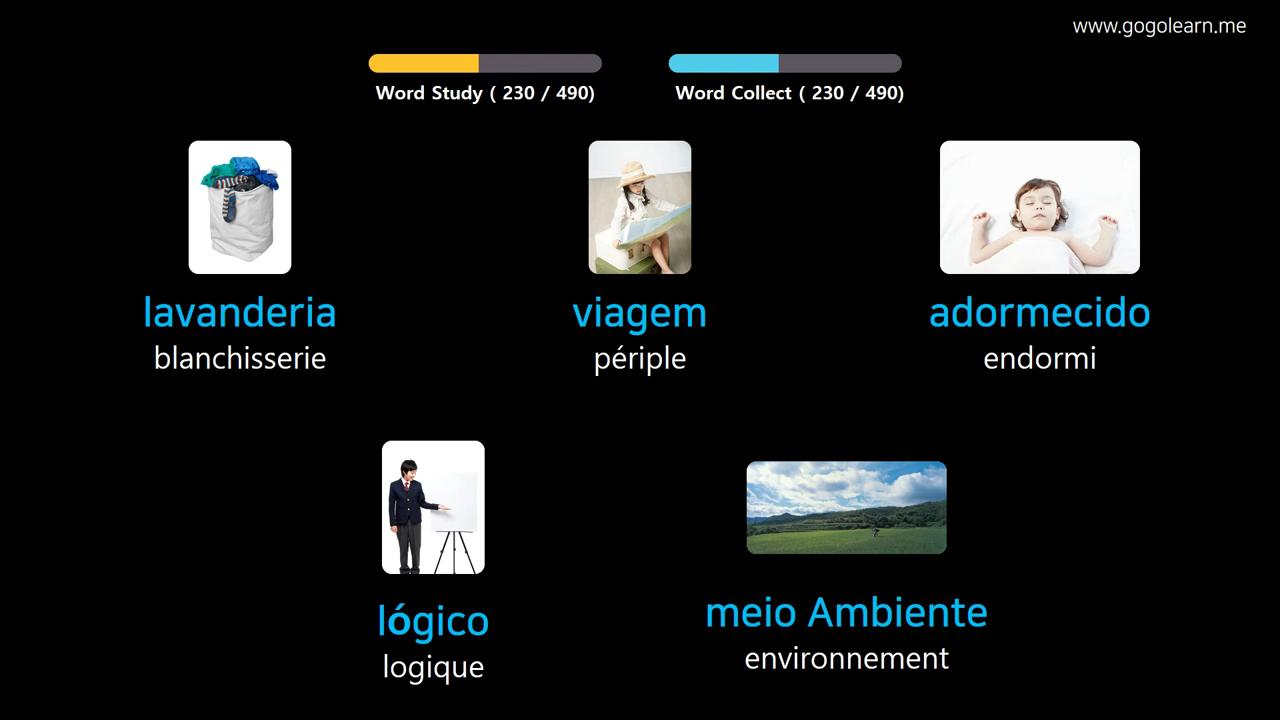 www.gogolearn.me
Word Study ( 230 / 490)
Word Collect ( 230 / 490)
lavanderia
blanchisserie
viagem
périple
adormecido
endormi
lógico
logique
meio Ambiente
environnement